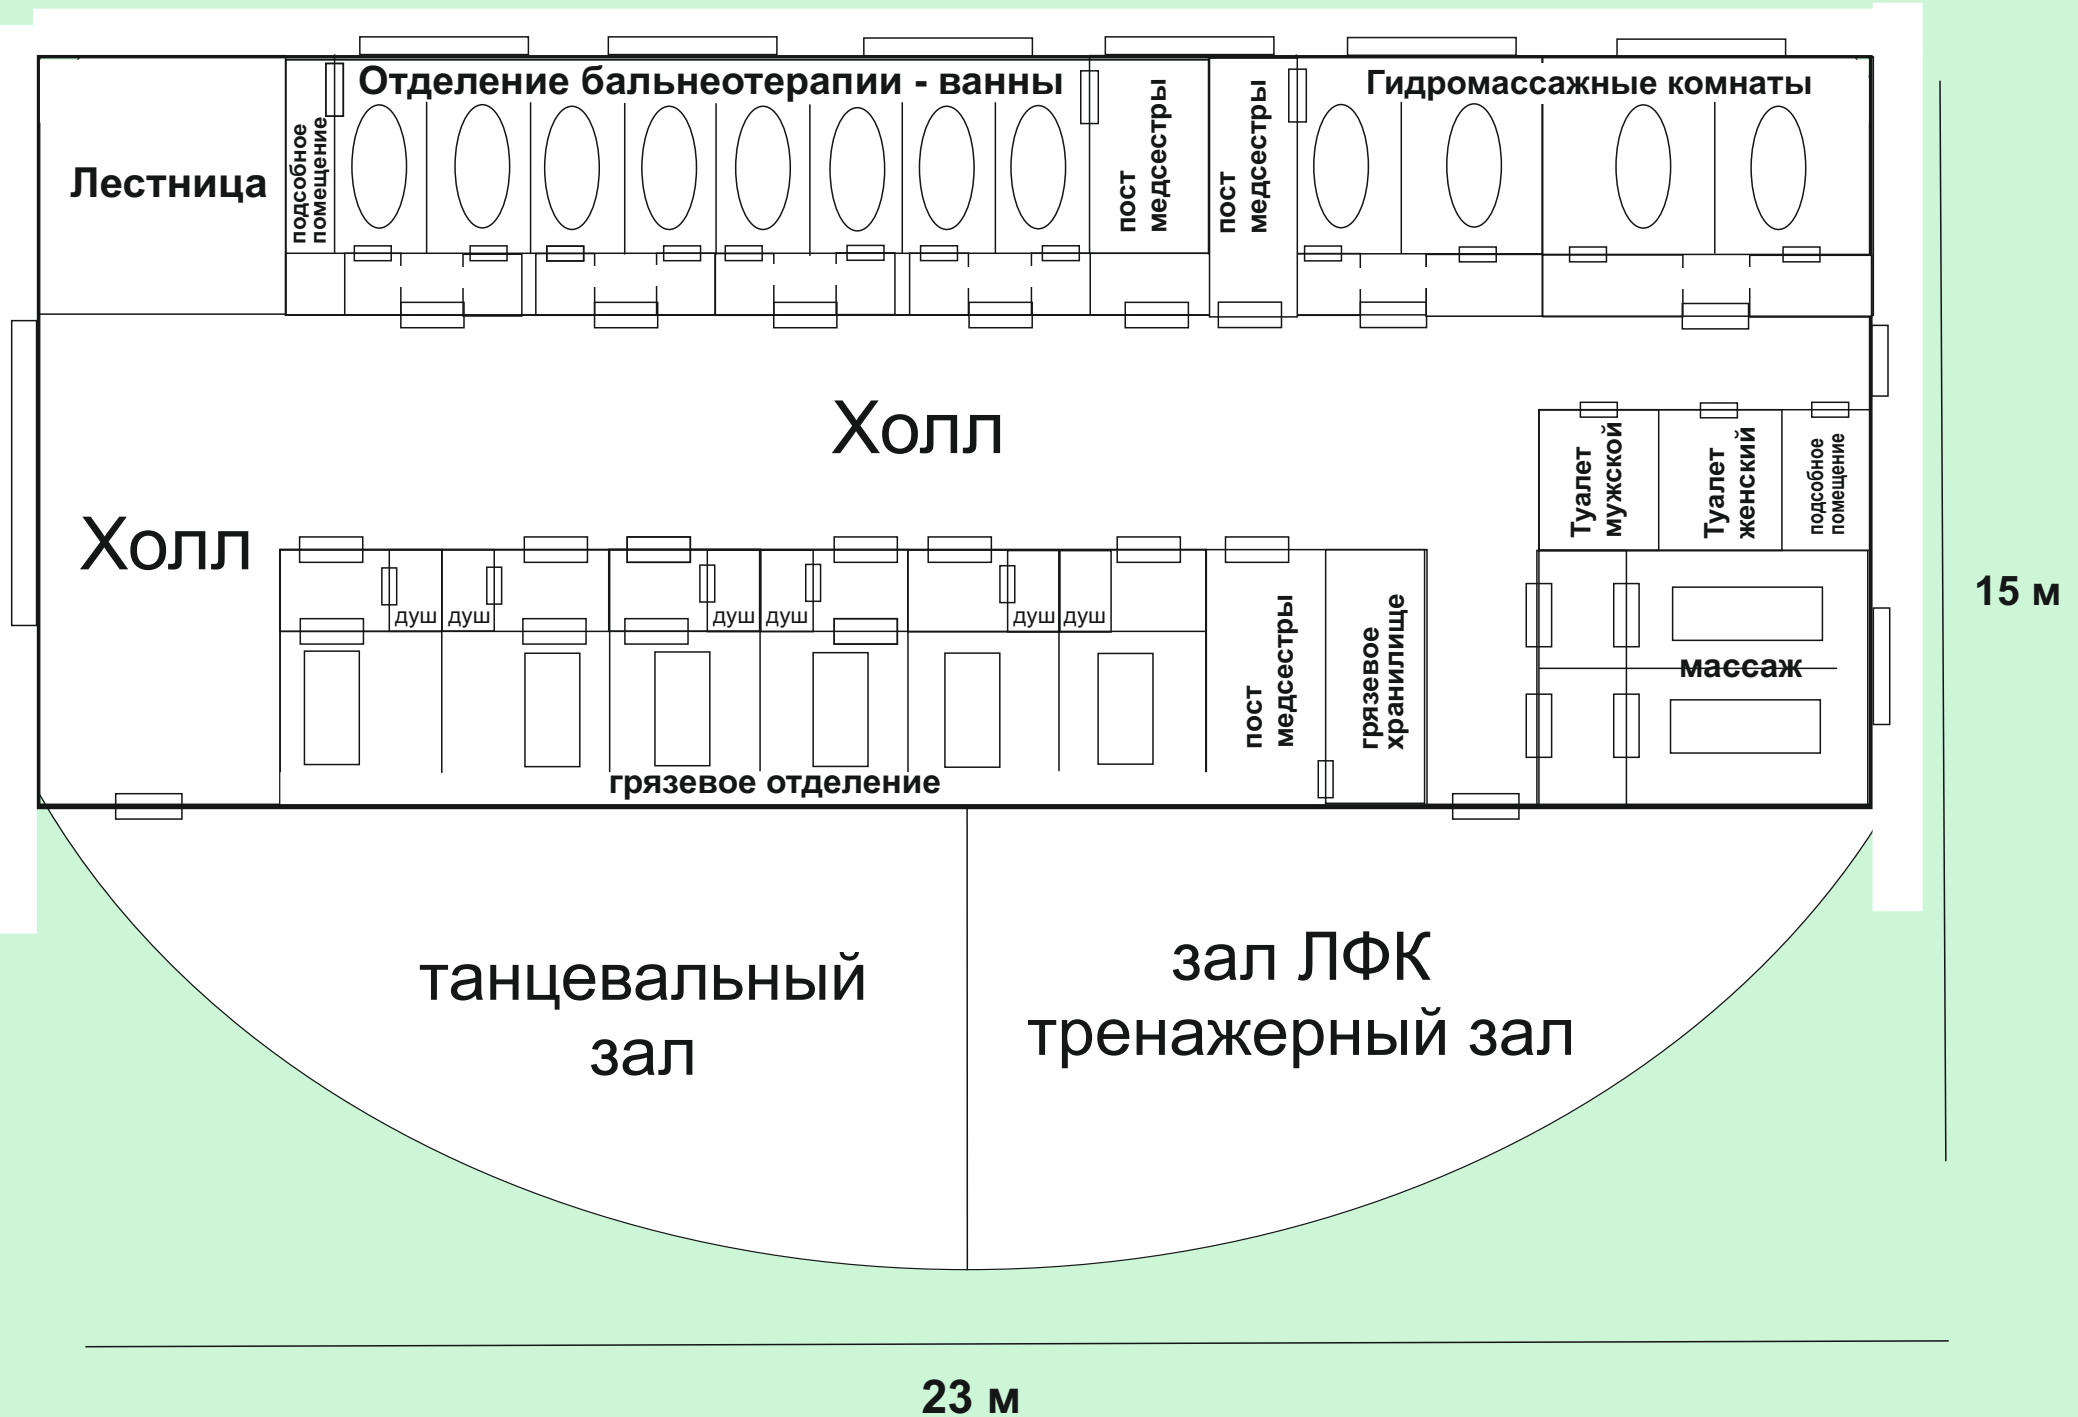 Отделение бальнеотерапии - ванны
Гидромассажные комнаты
Лестница
подсобное
помещение
пост
медсестры
пост
медсестры
Холл
Холл
Туалет
мужской
Туалет
женский
подсобное
помещение
15 м
душ
душ
душ
душ
душ
душ
пост
медсестры
грязевое
хранилище
массаж
грязевое отделение
танцевальный
зал
зал ЛФК
тренажерный зал
23 м